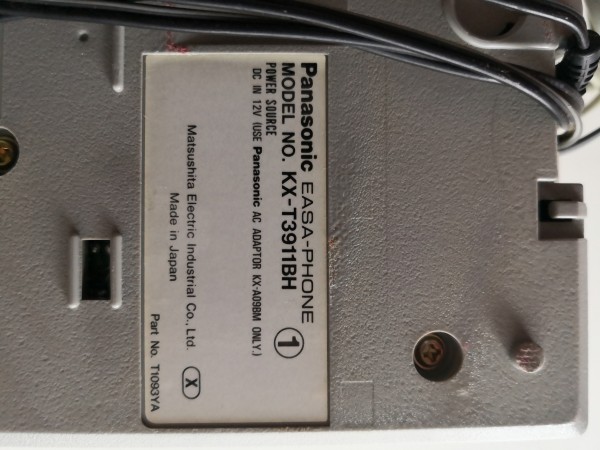 Panasonic EASA-PHONE
MODEL NO. KX-T3911BH 1
POWER SOURCE
DC IN 12V (USE Panasonic AC ADAPTOR KX-A09BM ONLY.)
Matsushita Electric Industrial Co., Ltd. X
Made in Japan
Part No. T1093YA